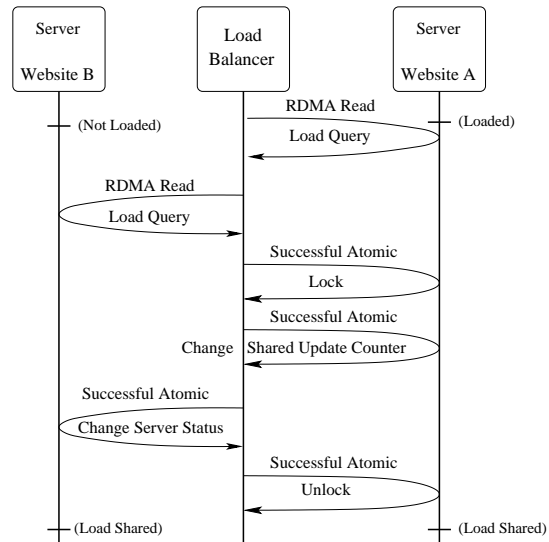 Server
Website B
Load
Balancer
Server
Website A
RDMA Read
(Not Loaded)
(Loaded)
Load Query
RDMA Read
Load Query
Successful Atomic
Lock
Successful Atomic
Change Shared Update Counter
Successful Atomic
Change Server Status
Successful Atomic
Unlock
(Load Shared)
(Load Shared)